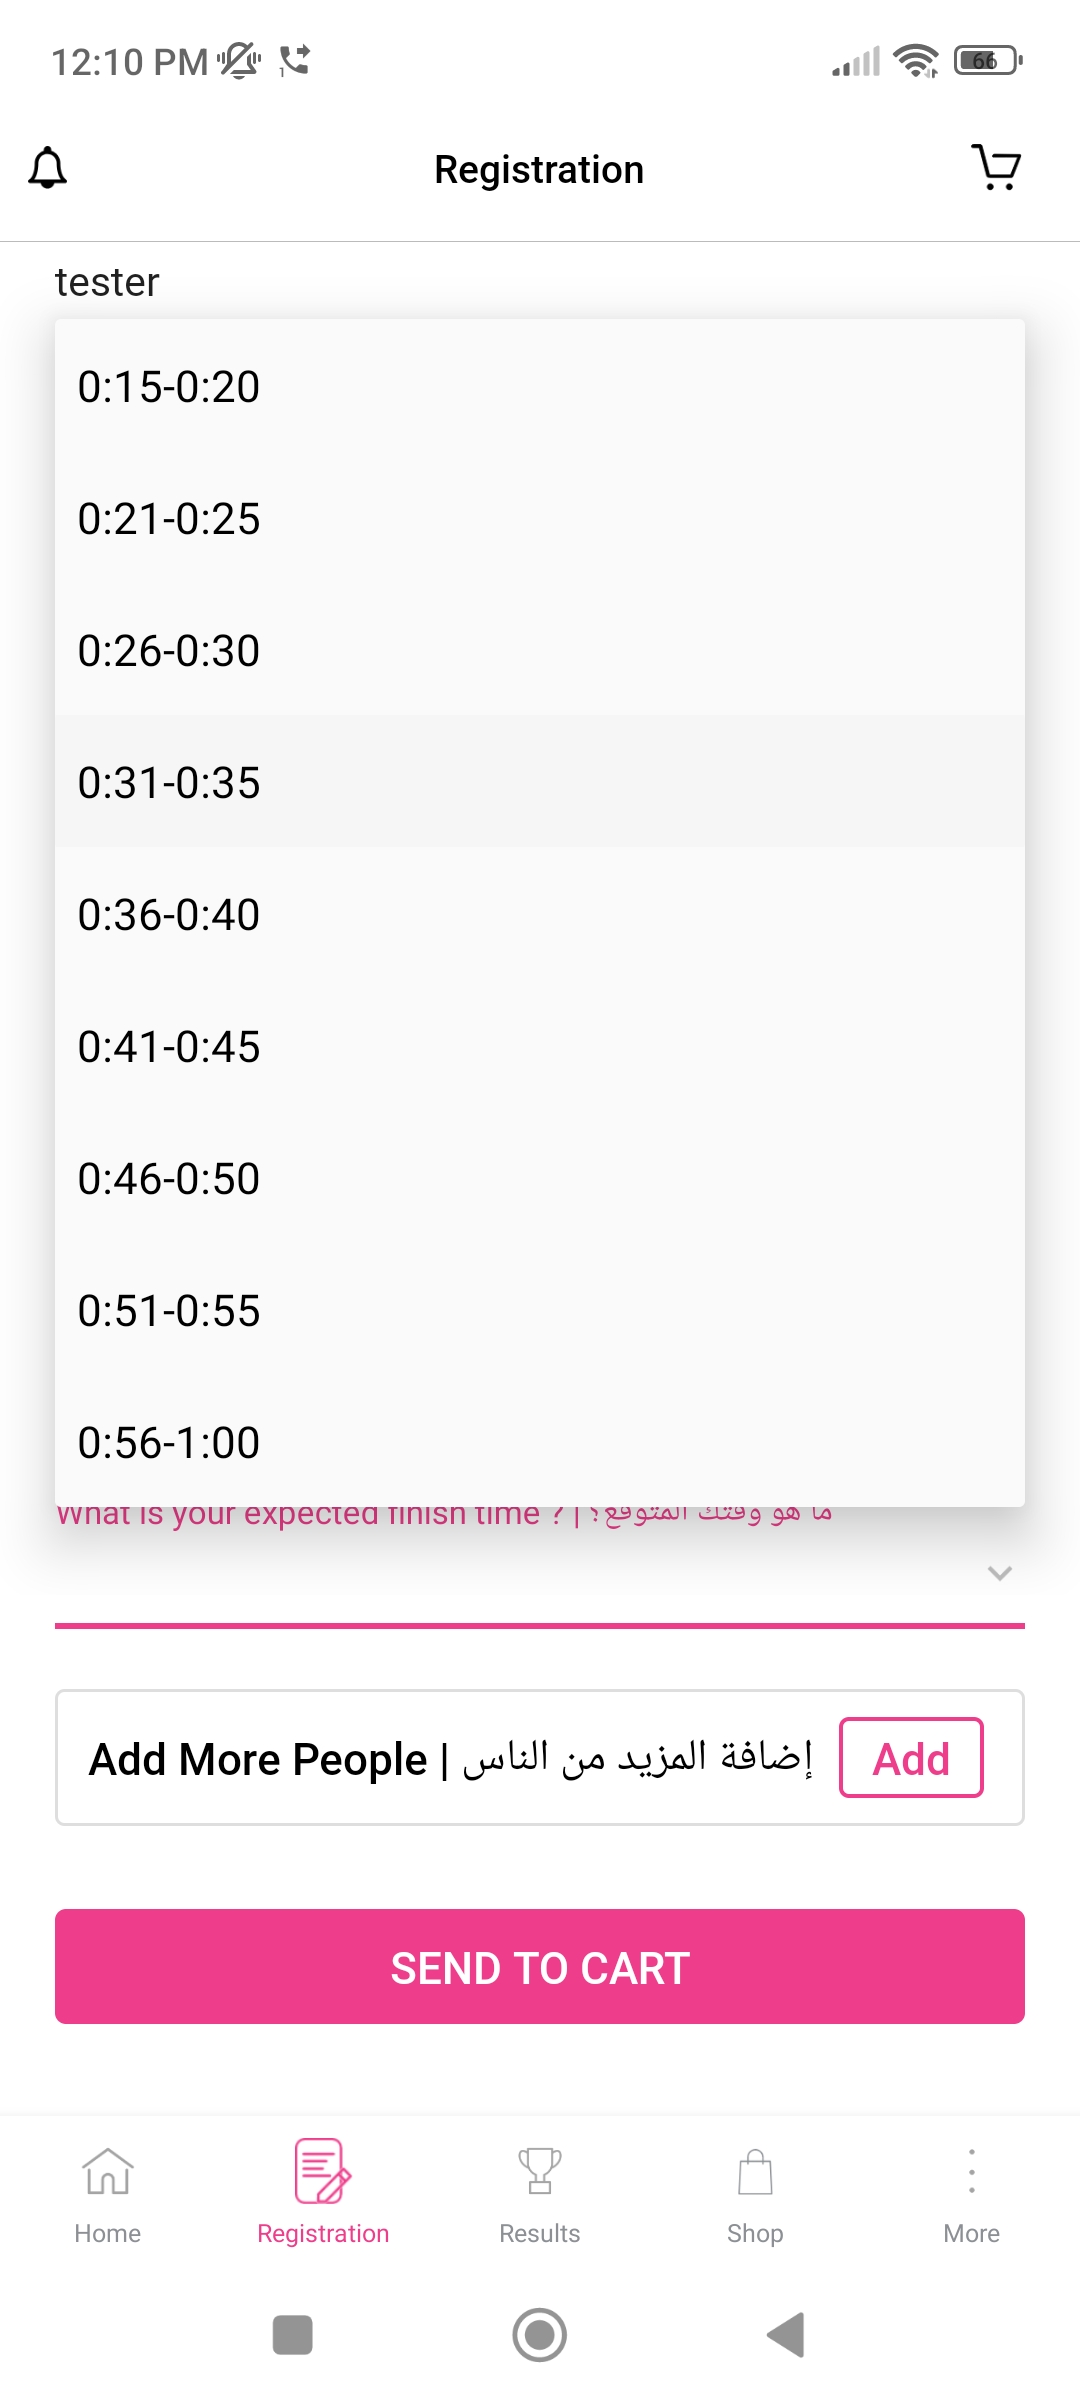 12:10 PM
66
Registration
tester
0:15-0:20
0:21-0:25
0:26-0:30
0:31-0:35
0:36-0:40
0:41-0:45
0:46-0:50
0:51-0:55
0:56-1:00
What is your expected finish time ? | ما هو وقتك المتوقع؟
Add More People | إضافة المزيد من الناس
Add
SEND TO CART
Home
Registration
Results
Shop
More